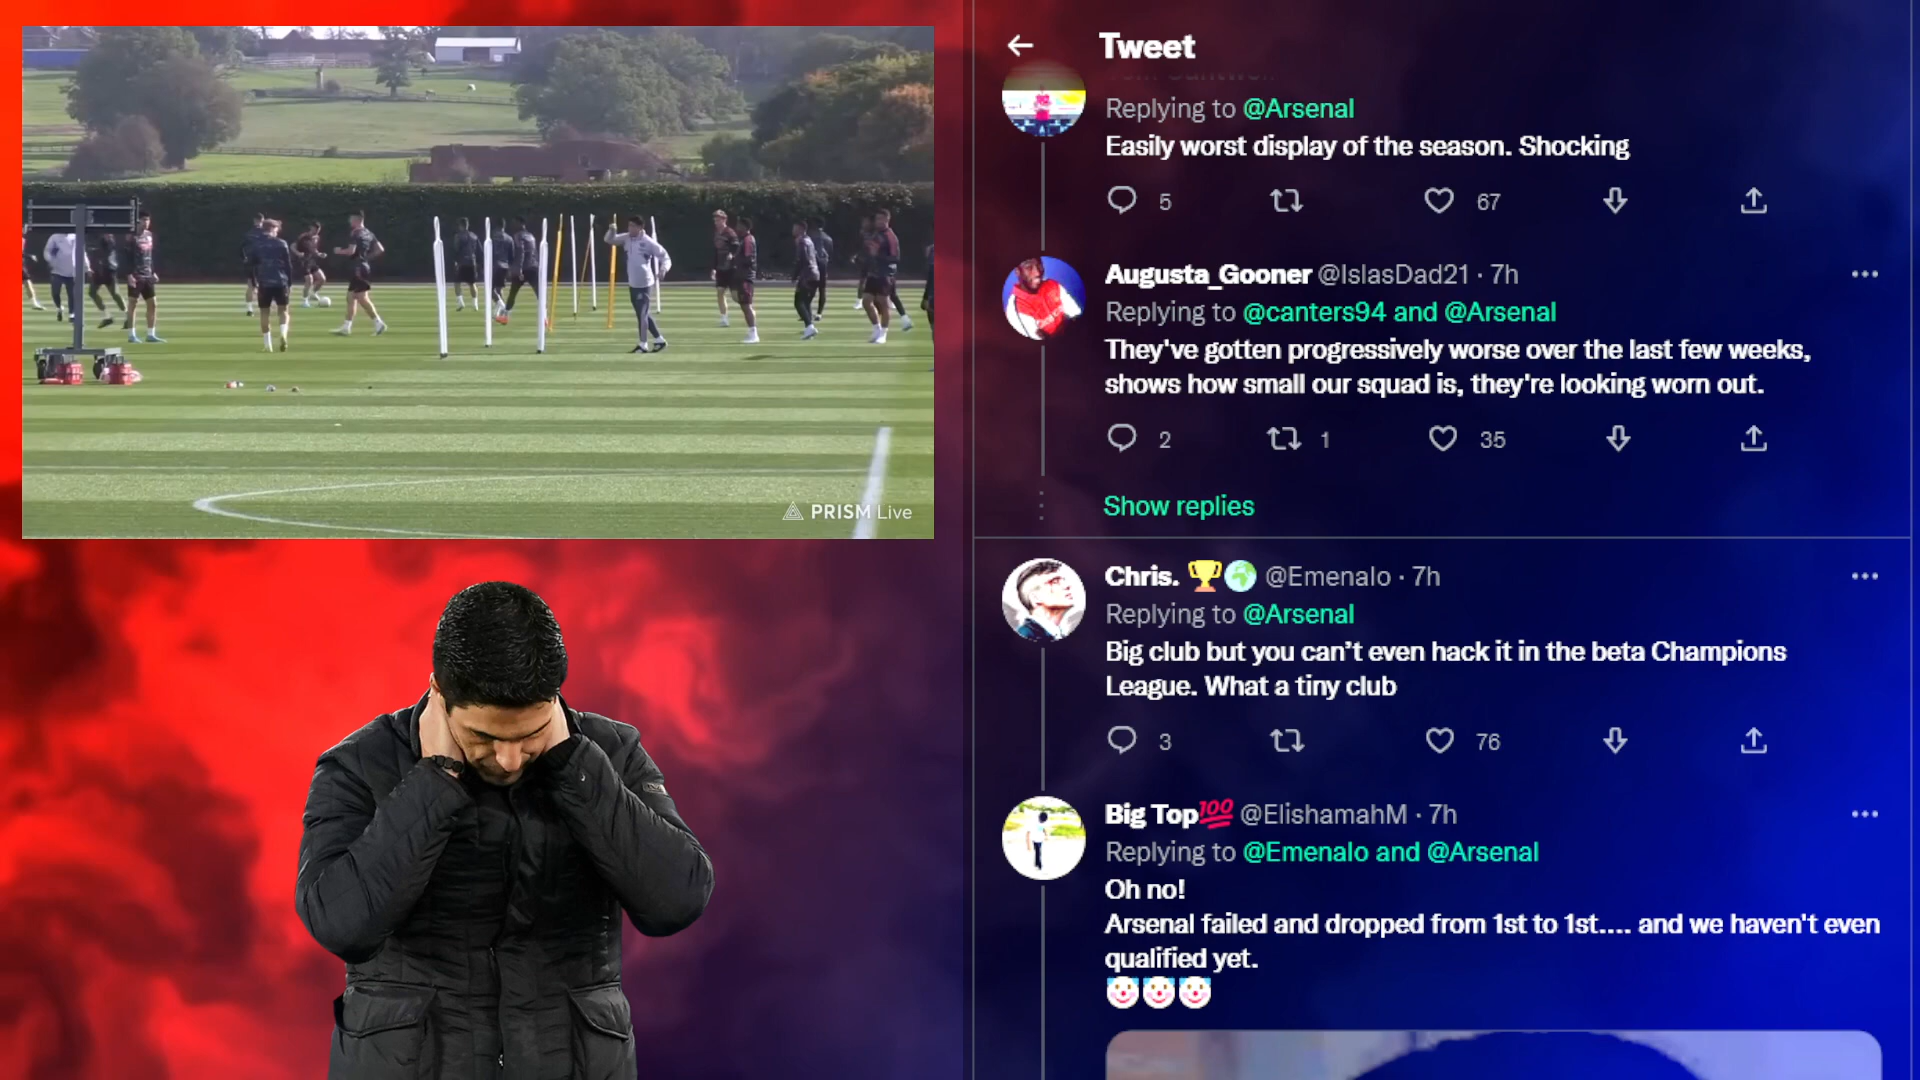 PRISM Live
Tweet
Replying to @Arsenal
Easily worst display of the season. Shocking
5 67
Augusta_Gooner @IslasDad21 · 7h
Replying to @canters94 and @Arsenal
They've gotten progressively worse over the last few weeks,
shows how small our squad is, they're looking worn out.
2 1 35
Show replies
Chris. 🏆🌍 @Emenalo · 7h
Replying to @Arsenal
Big club but you can’t even hack it in the beta Champions
League. What a tiny club
3 76
Big Top💯 @ElishamahM · 7h
Replying to @Emenalo and @Arsenal
Oh no!
Arsenal failed and dropped from 1st to 1st.... and we haven't even
qualified yet.
🤡🤡🤡